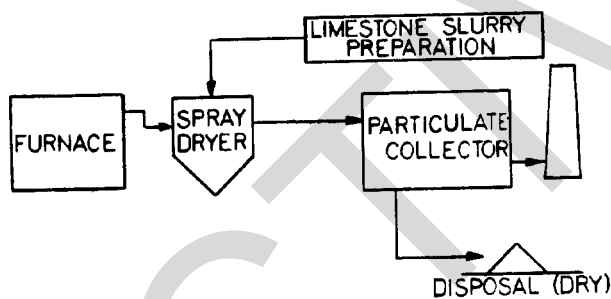 LIMESTONE SLURRY
PREPARATION
FURNACE
SPRAY
DRYER
PARTICULATE
COLLECTOR
DISPOSAL (DRY)